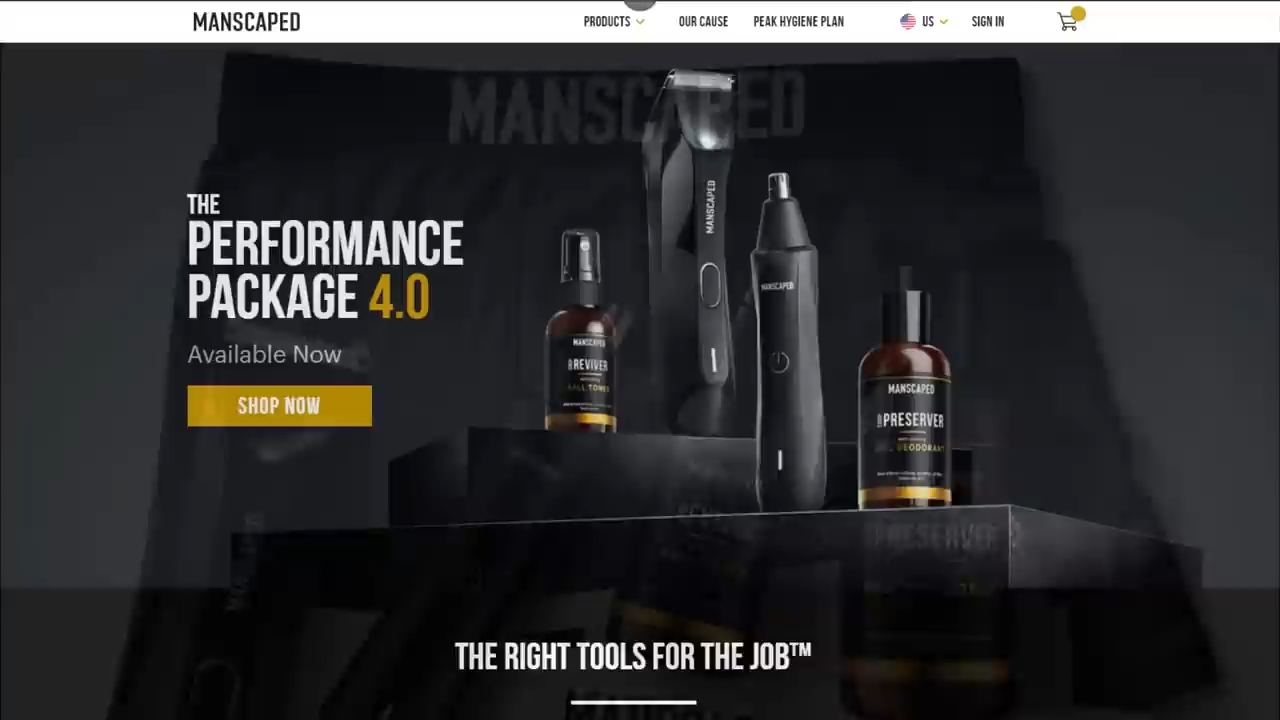 MANSCAPED
PRODUCTS
OUR CAUSE
PEAK HYGIENE PLAN
US
SIGN IN
MANSCAPED
THE
PERFORMANCE
PACKAGE 4.0
Available Now
SHOP NOW
MANSCAPED
MANSCAPED
MANSCAPED
REVIVER
MANSCAPED
PRESERVER
DEODORANT
PRESERVER
THE RIGHT TOOLS FOR THE JOB™